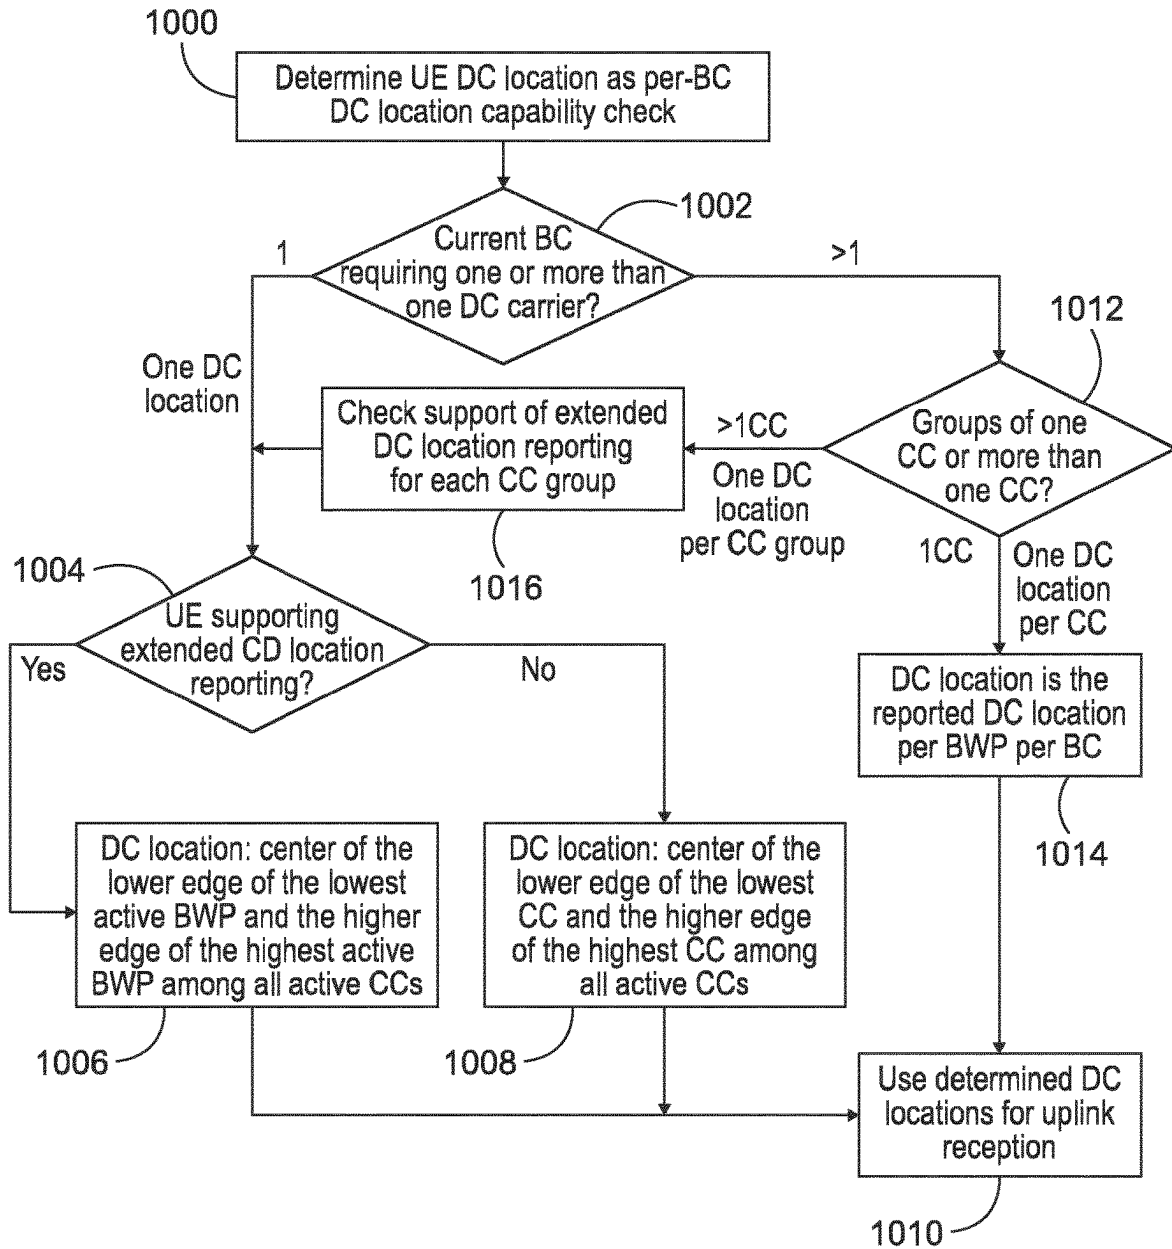 1000
Determine UE DC location as per-BC
DC location capability check
1002
Current BC
requiring one or more than
one DC carrier?
1
>1
1012
One DC
location
Check support of extended
DC location reporting
for each CC group
>1CC
One DC
location
per CC group
Groups of one
CC or more than
one CC?
1016
1CC
One DC
location
per CC
1004
UE supporting
extended CD location
reporting?
Yes
No
DC location is the
reported DC location
per BWP per BC
1014
DC location: center of the
lower edge of the lowest
active BWP and the higher
edge of the highest active
BWP among all active CCs
DC location: center of the
lower edge of the lowest
CC and the higher edge
of the highest CC among
all active CCs
1006
1008
Use determined DC
locations for uplink
reception
1010